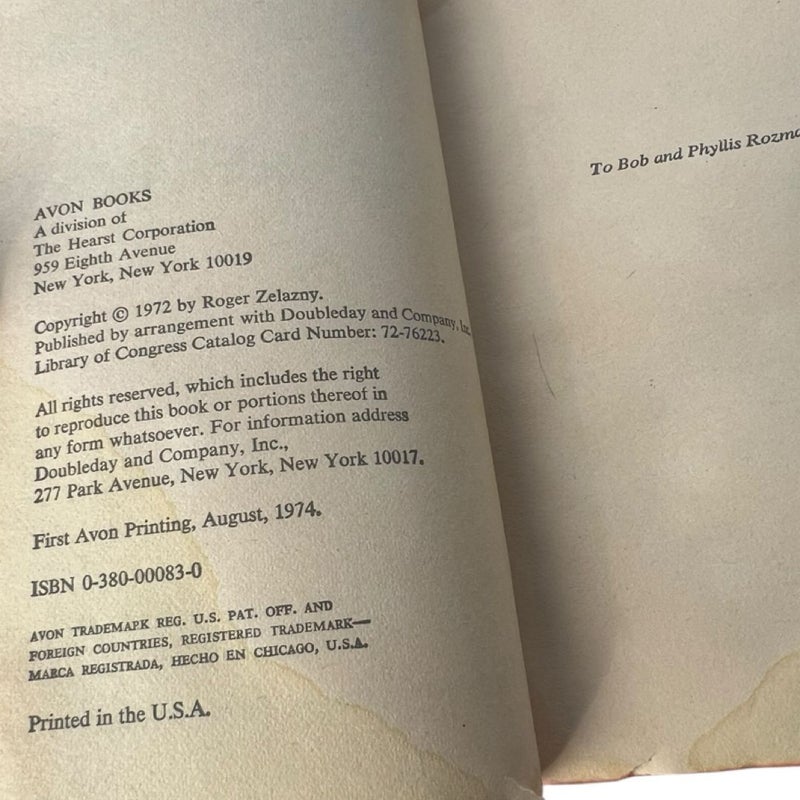 AVON BOOKS
A division of
The Hearst Corporation
959 Eighth Avenue
New York, New York 10019
Copyright © 1972 by Roger Zelazny.
Published by arrangement with Doubleday and Company, Inc.
Library of Congress Catalog Card Number: 72-76223.
All rights reserved, which includes the right
to reproduce this book or portions thereof in
any form whatsoever. For information address
Doubleday and Company, Inc.,
277 Park Avenue, New York, New York 10017.
First Avon Printing, August, 1974.
ISBN 0-380-00083-0
AVON TRADEMARK REG. U.S. PAT. OFF. AND
FOREIGN COUNTRIES, REGISTERED TRADEMARK—
MARCA REGISTRADA, HECHO EN CHICAGO, U.S.A.
Printed in the U.S.A.
To Bob and Phyllis